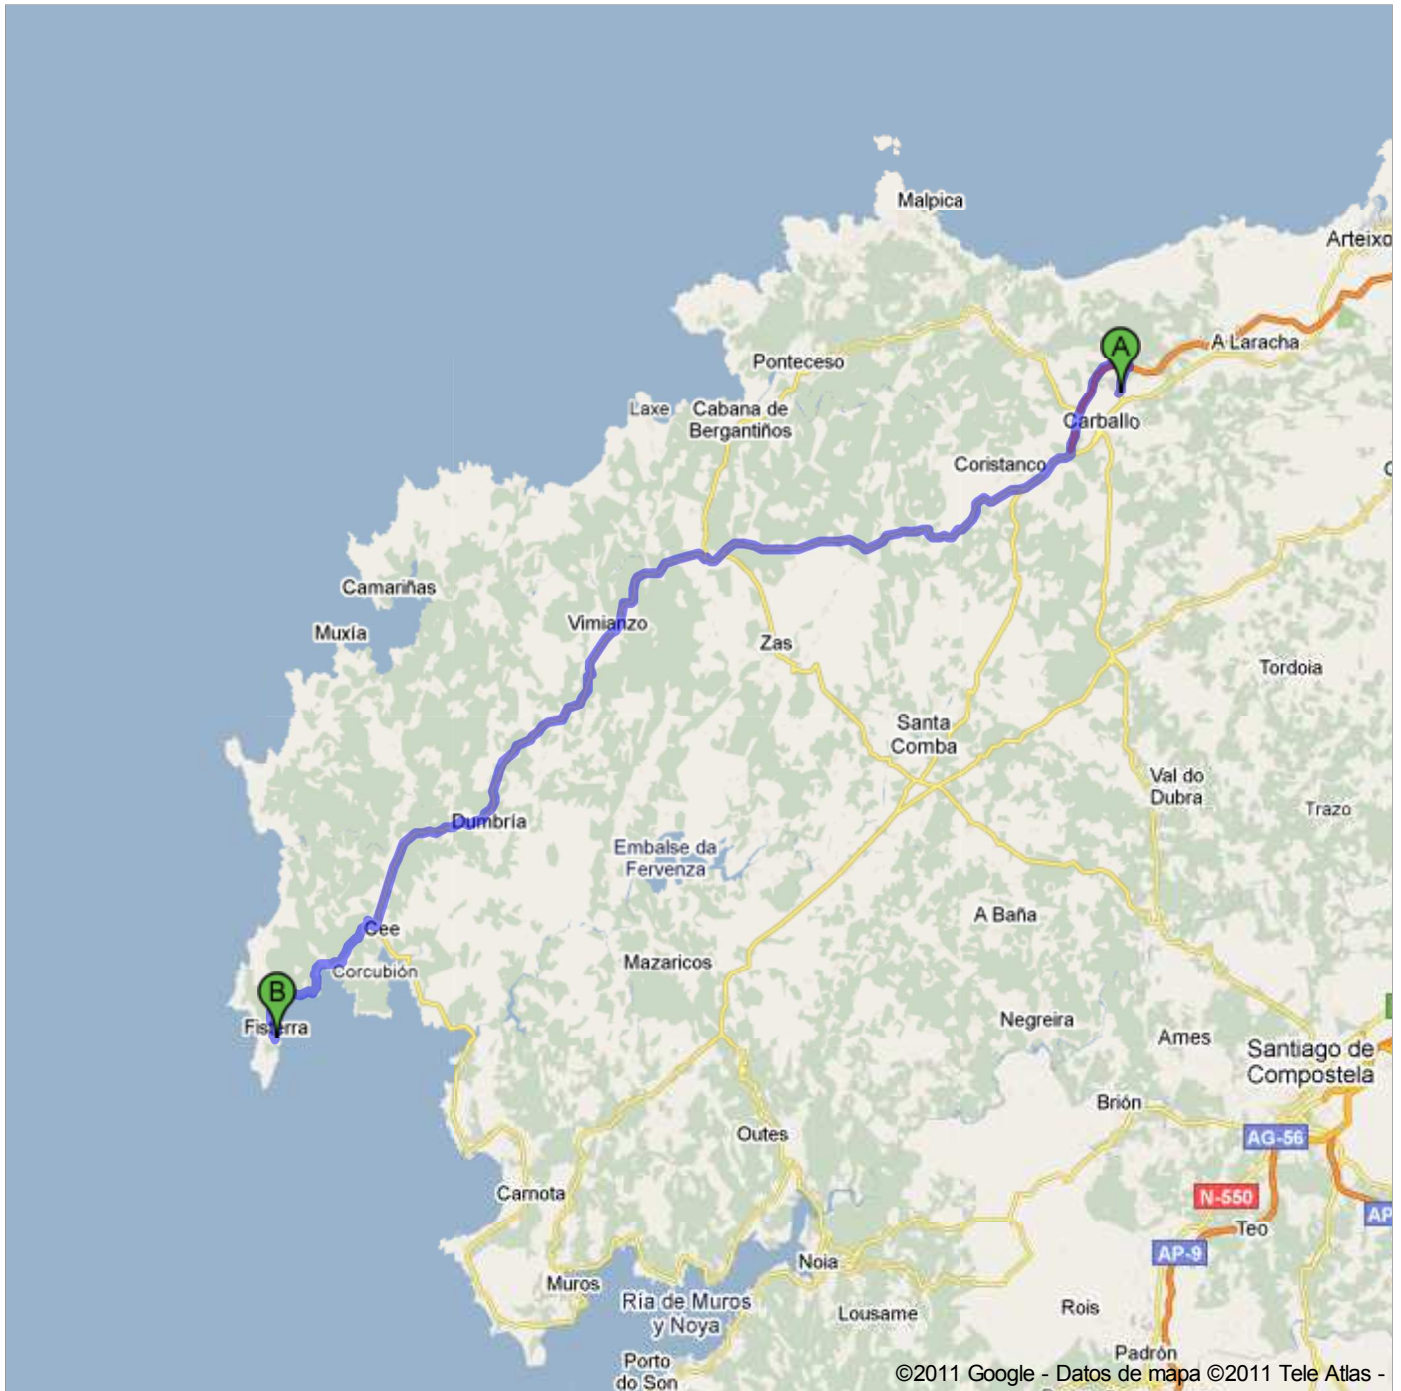 Malpica
Arteixo
A
A Laracha
Ponteceso
Laxe
Cabana de
Bergantiños
Carballo
Coristanco
Camariñas
Vimianzo
Muxía
Zas
Tordoia
Santa
Comba
Val do
Dubra
Trazo
Dumbría
Embalse da
Fervenza
A Baña
Cee
Mazaricos
Corcubión
B
Fisterra
Negreira
Ames
Santiago de
Compostela
Brión
Outes
AG-56
Carnota
N-550
AP
Teo
AP-9
Noia
Muros
Ría de Muros
y Noya
Lousame
Rois
Padrón
Porto
do Son
©2011 Google - Datos de mapa ©2011 Tele Atlas -